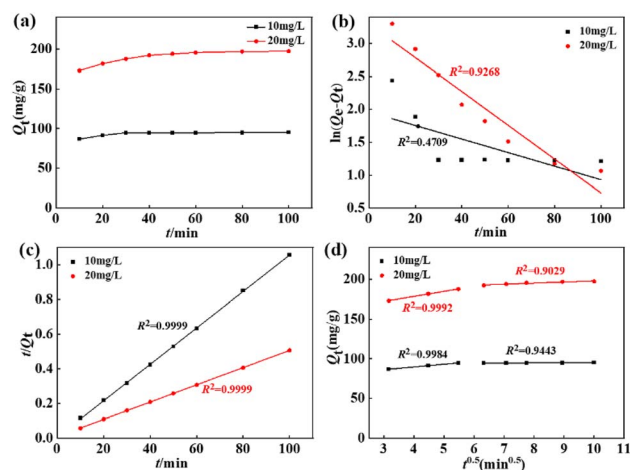 (a)
10mg/L
20mg/L
200
150
100
50
0
Qt(mg/g)
0 20 40 60 80 100
t/min
(b)
10mg/L
20mg/L
3.0
2.5
2.0
1.5
1.0
0.5
ln(Qe-Qt)
R²=0.9268
R²=0.4709
0 20 40 60 80 100
t/min
(c)
10mg/L
20mg/L
1.0
0.8
0.6
0.4
0.2
0.0
t/Qt
R²=0.9999
R²=0.9999
0 20 40 60 80 100
t/min
(d)
10mg/L
20mg/L
250
200
150
100
50
0
Qt(mg/g)
R²=0.9992
R²=0.9029
R²=0.9984
R²=0.9443
3 4 5 6 7 8 9 10
t⁰·⁵(min⁰·⁵)